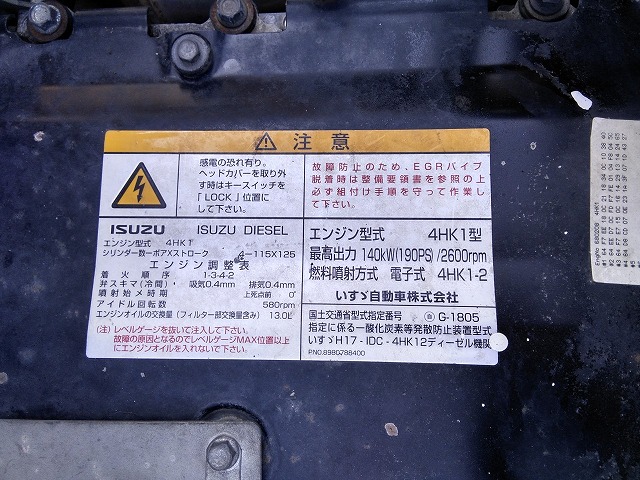 注意
感電の恐れ有り。
ヘッドカバーを取り外
す時はキースイッチを
「LOCK」位置に
して下さい。
故障防止のため、EGRパイプ
脱着時は整備要領書を参照の上
必ず組付け手順を守って作業し
て下さい。
ISUZU ISUZU DIESEL
エンジン型式 4HK1
シリンダー数-ボアXストローク 4-115X125
エンジン調整表
着火順序 1-3-4-2
弁スキマ(冷間) 吸気0.4mm 排気0.4mm
噴射始メ時期 上死点前 0°
アイドル回転数 580rpm
エンジンオイルの交換量(フィルター部交換量含み) 13.0L
(注)レベルゲージを抜いて注入して下さい。
故障の原因となるのでレベルゲージMAX位置以上
にエンジンオイルを入れないで下さい。
エンジン型式 4HK1型
最高出力 140kW(190PS)/2600rpm
燃料噴射方式 電子式 4HK1-2
いすゞ自動車株式会社
国土交通省型式指定番号 G-1805
指定に係る一酸化炭素等発散防止装置型式
いすゞH17-IDC-4HK12ディーゼル機関
PNO.8980788400
4HK1